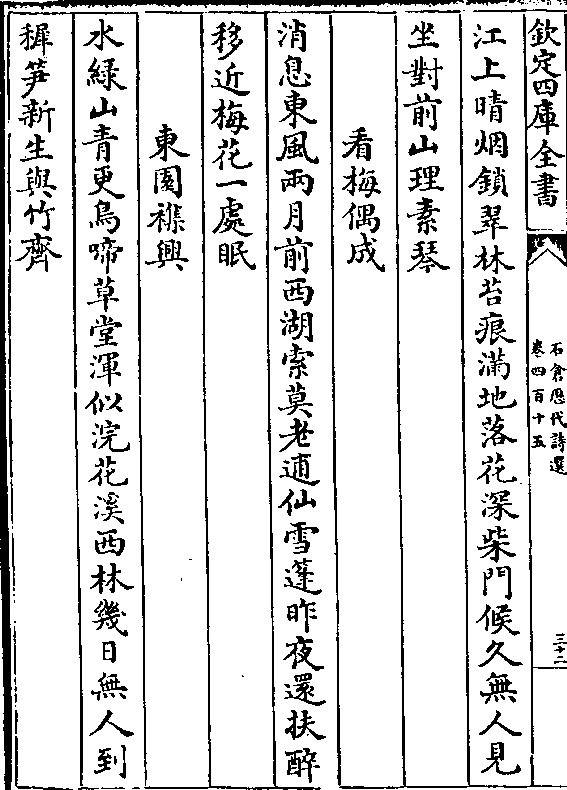 欽定四庫全書
石倉歴代詩選
卷四百十五
三十二
江上晴烟鎖翠林苔痕滿地落花深柴門候久無人見
坐對前山理素琴
看梅偶成
消息東風兩月前西湖索莫老逋仙雪蓬昨夜還扶醉
移近梅花一處眠
東園襍興
水緑山青更鳥啼草堂渾似浣花溪西林幾日無人到
穉笋新生與竹齊